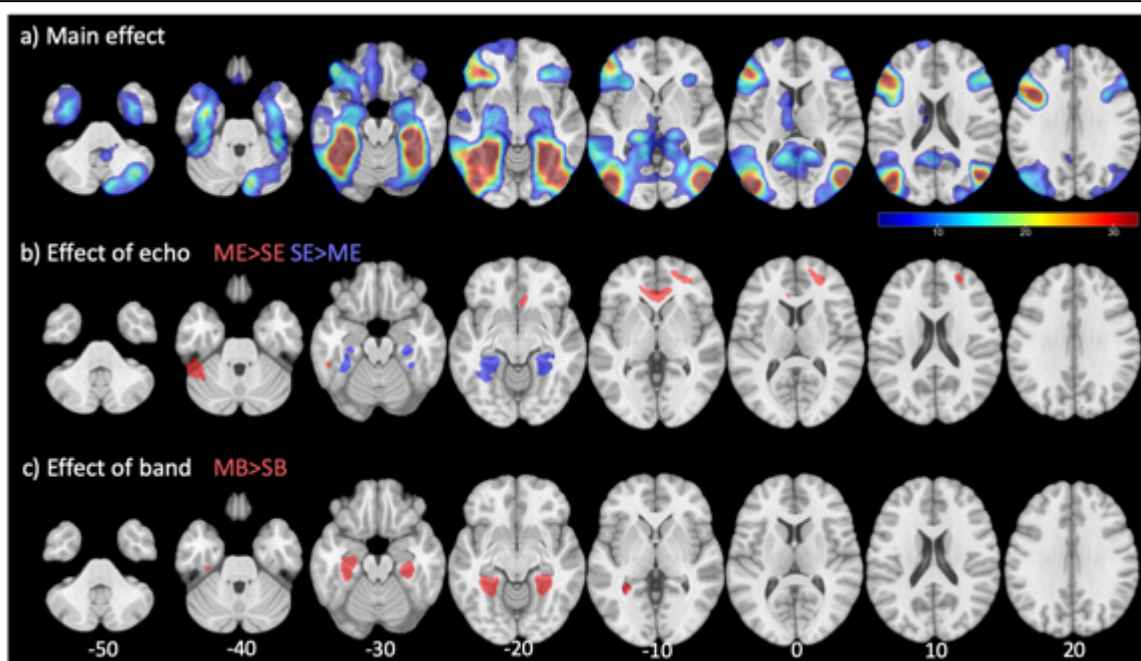 a) Main effect
10 20 30
b) Effect of echo ME>SE SE>ME
c) Effect of band MB>SB
-50 -40 -30 -20 -10 0 10 20